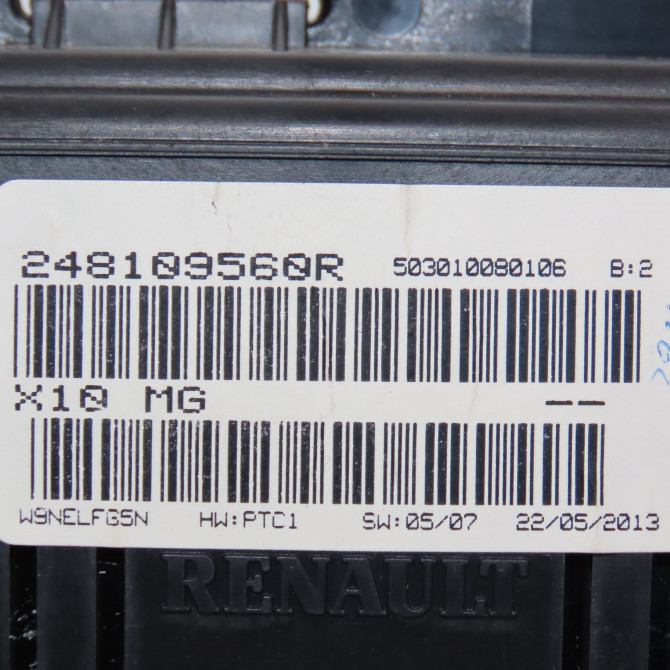 248109560R 503010080106 B:2
X10 MG --
W9NELFG5N HW:PTC1 SW:05/07 22/05/2013
RENAULT